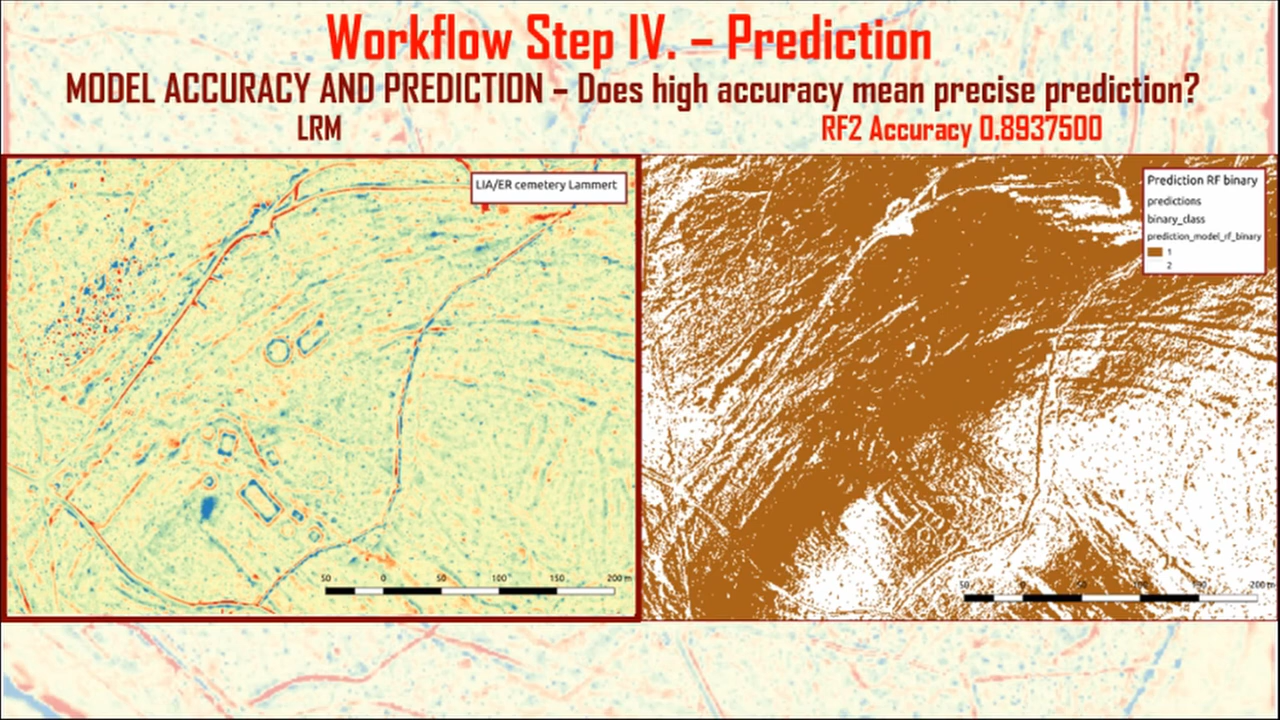 Workflow Step IV. – Prediction
MODEL ACCURACY AND PREDICTION – Does high accuracy mean precise prediction?
LRM
RF2 Accuracy 0.8937500
LIA/ER cemetery Lammert
50 0 50 100 150 200 m
Prediction RF binary
predictions
binary_class
prediction_model_rf_binary
1
2
50 200 m